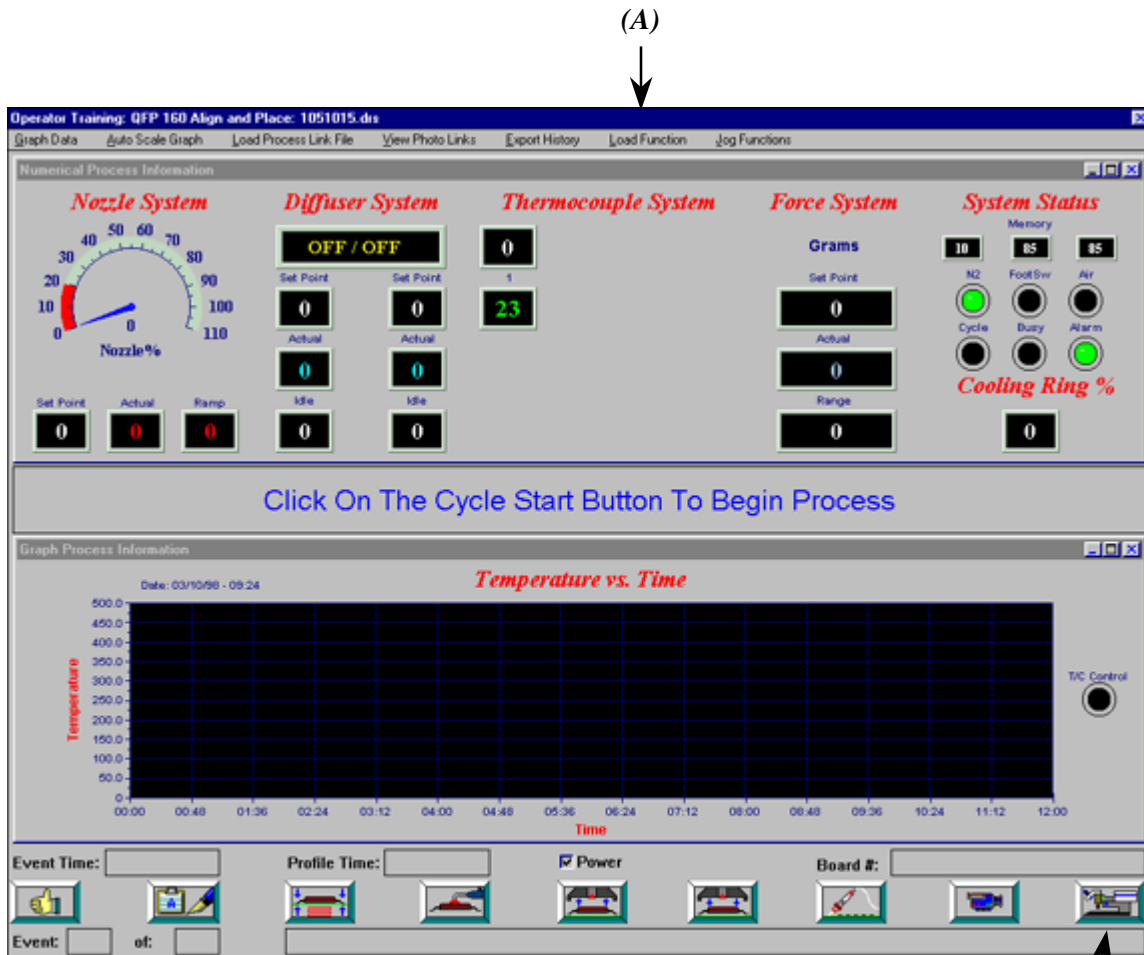 (A)
Operator Training: QFP 160 Align and Place: 1051015.drs
Graph Data Auto Scale Graph Load Process Link File View Photo Links Export History Load Function Jog Functions
Numerical Process Information
Nozzle System Diffuser System Thermocouple System Force System System Status
0 10 20 30 40 50 60 70 80 90 100 110
0
Nozzle%
Set Point Actual Ramp
0 0 0
OFF / OFF
Set Point Set Point
0 0
Actual Actual
0 0
Idle Idle
0 0
0
1
23
Grams
Set Point
0
Actual
0
Range
0
Memory
10 85 85
N2 FootSw Air
Cycle Busy Alarm
Cooling Ring %
0
Click On The Cycle Start Button To Begin Process
Graph Process Information
Date: 03/10/98 - 09:24
Temperature vs. Time
500.0
450.0
400.0
350.0
300.0
250.0
200.0
150.0
100.0
50.0
0
Temperature
00:00 00:48 01:36 02:24 03:12 04:00 04:48 05:36 06:24 07:12 08:00 08:48 09:36 10:24 11:12 12:00
Time
T/C Control
Event Time: Profile Time: Power Board #:
A
Event: of: